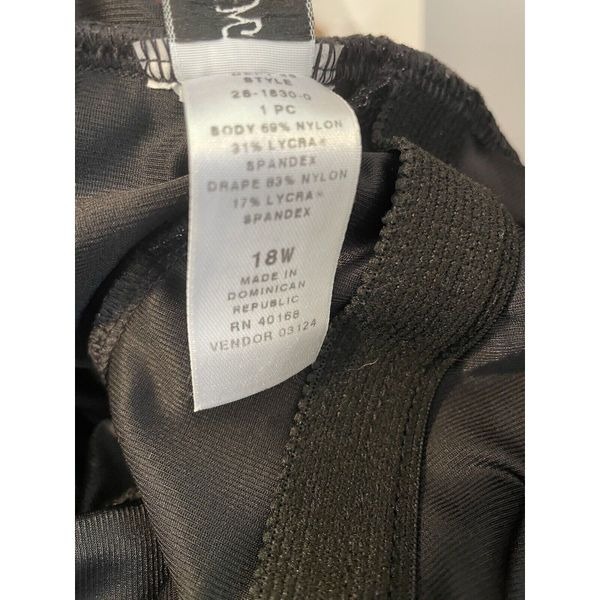 STYLE
28-1830-0
1 PC
BODY 69% NYLON
31% LYCRA®
SPANDEX
DRAPE 83% NYLON
17% LYCRA®
SPANDEX
18W
MADE IN
DOMINICAN
REPUBLIC
RN 40168
VENDOR 03124